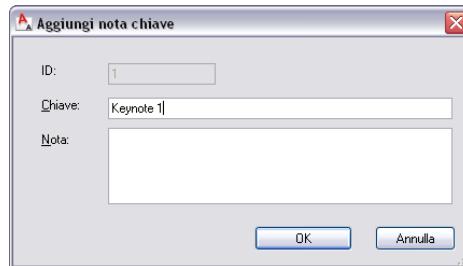 Aggiungi nota chiave
ID:
1
Chiave:
Keynote 1
Nota:
OK
Annulla